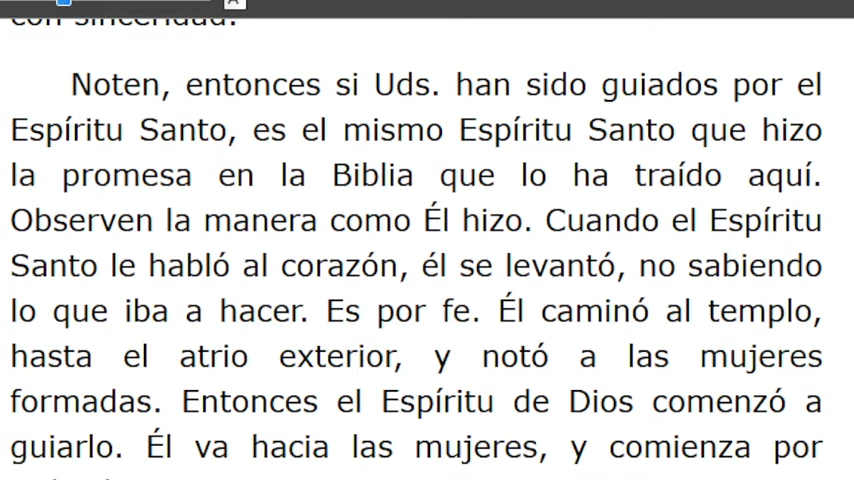 con sinceridad.
Noten, entonces si Uds. han sido guiados por el
Espíritu Santo, es el mismo Espíritu Santo que hizo
la promesa en la Biblia que lo ha traído aquí.
Observen la manera como Él hizo. Cuando el Espíritu
Santo le habló al corazón, él se levantó, no sabiendo
lo que iba a hacer. Es por fe. Él caminó al templo,
hasta el atrio exterior, y notó a las mujeres
formadas. Entonces el Espíritu de Dios comenzó a
guiarlo. Él va hacia las mujeres, y comienza por